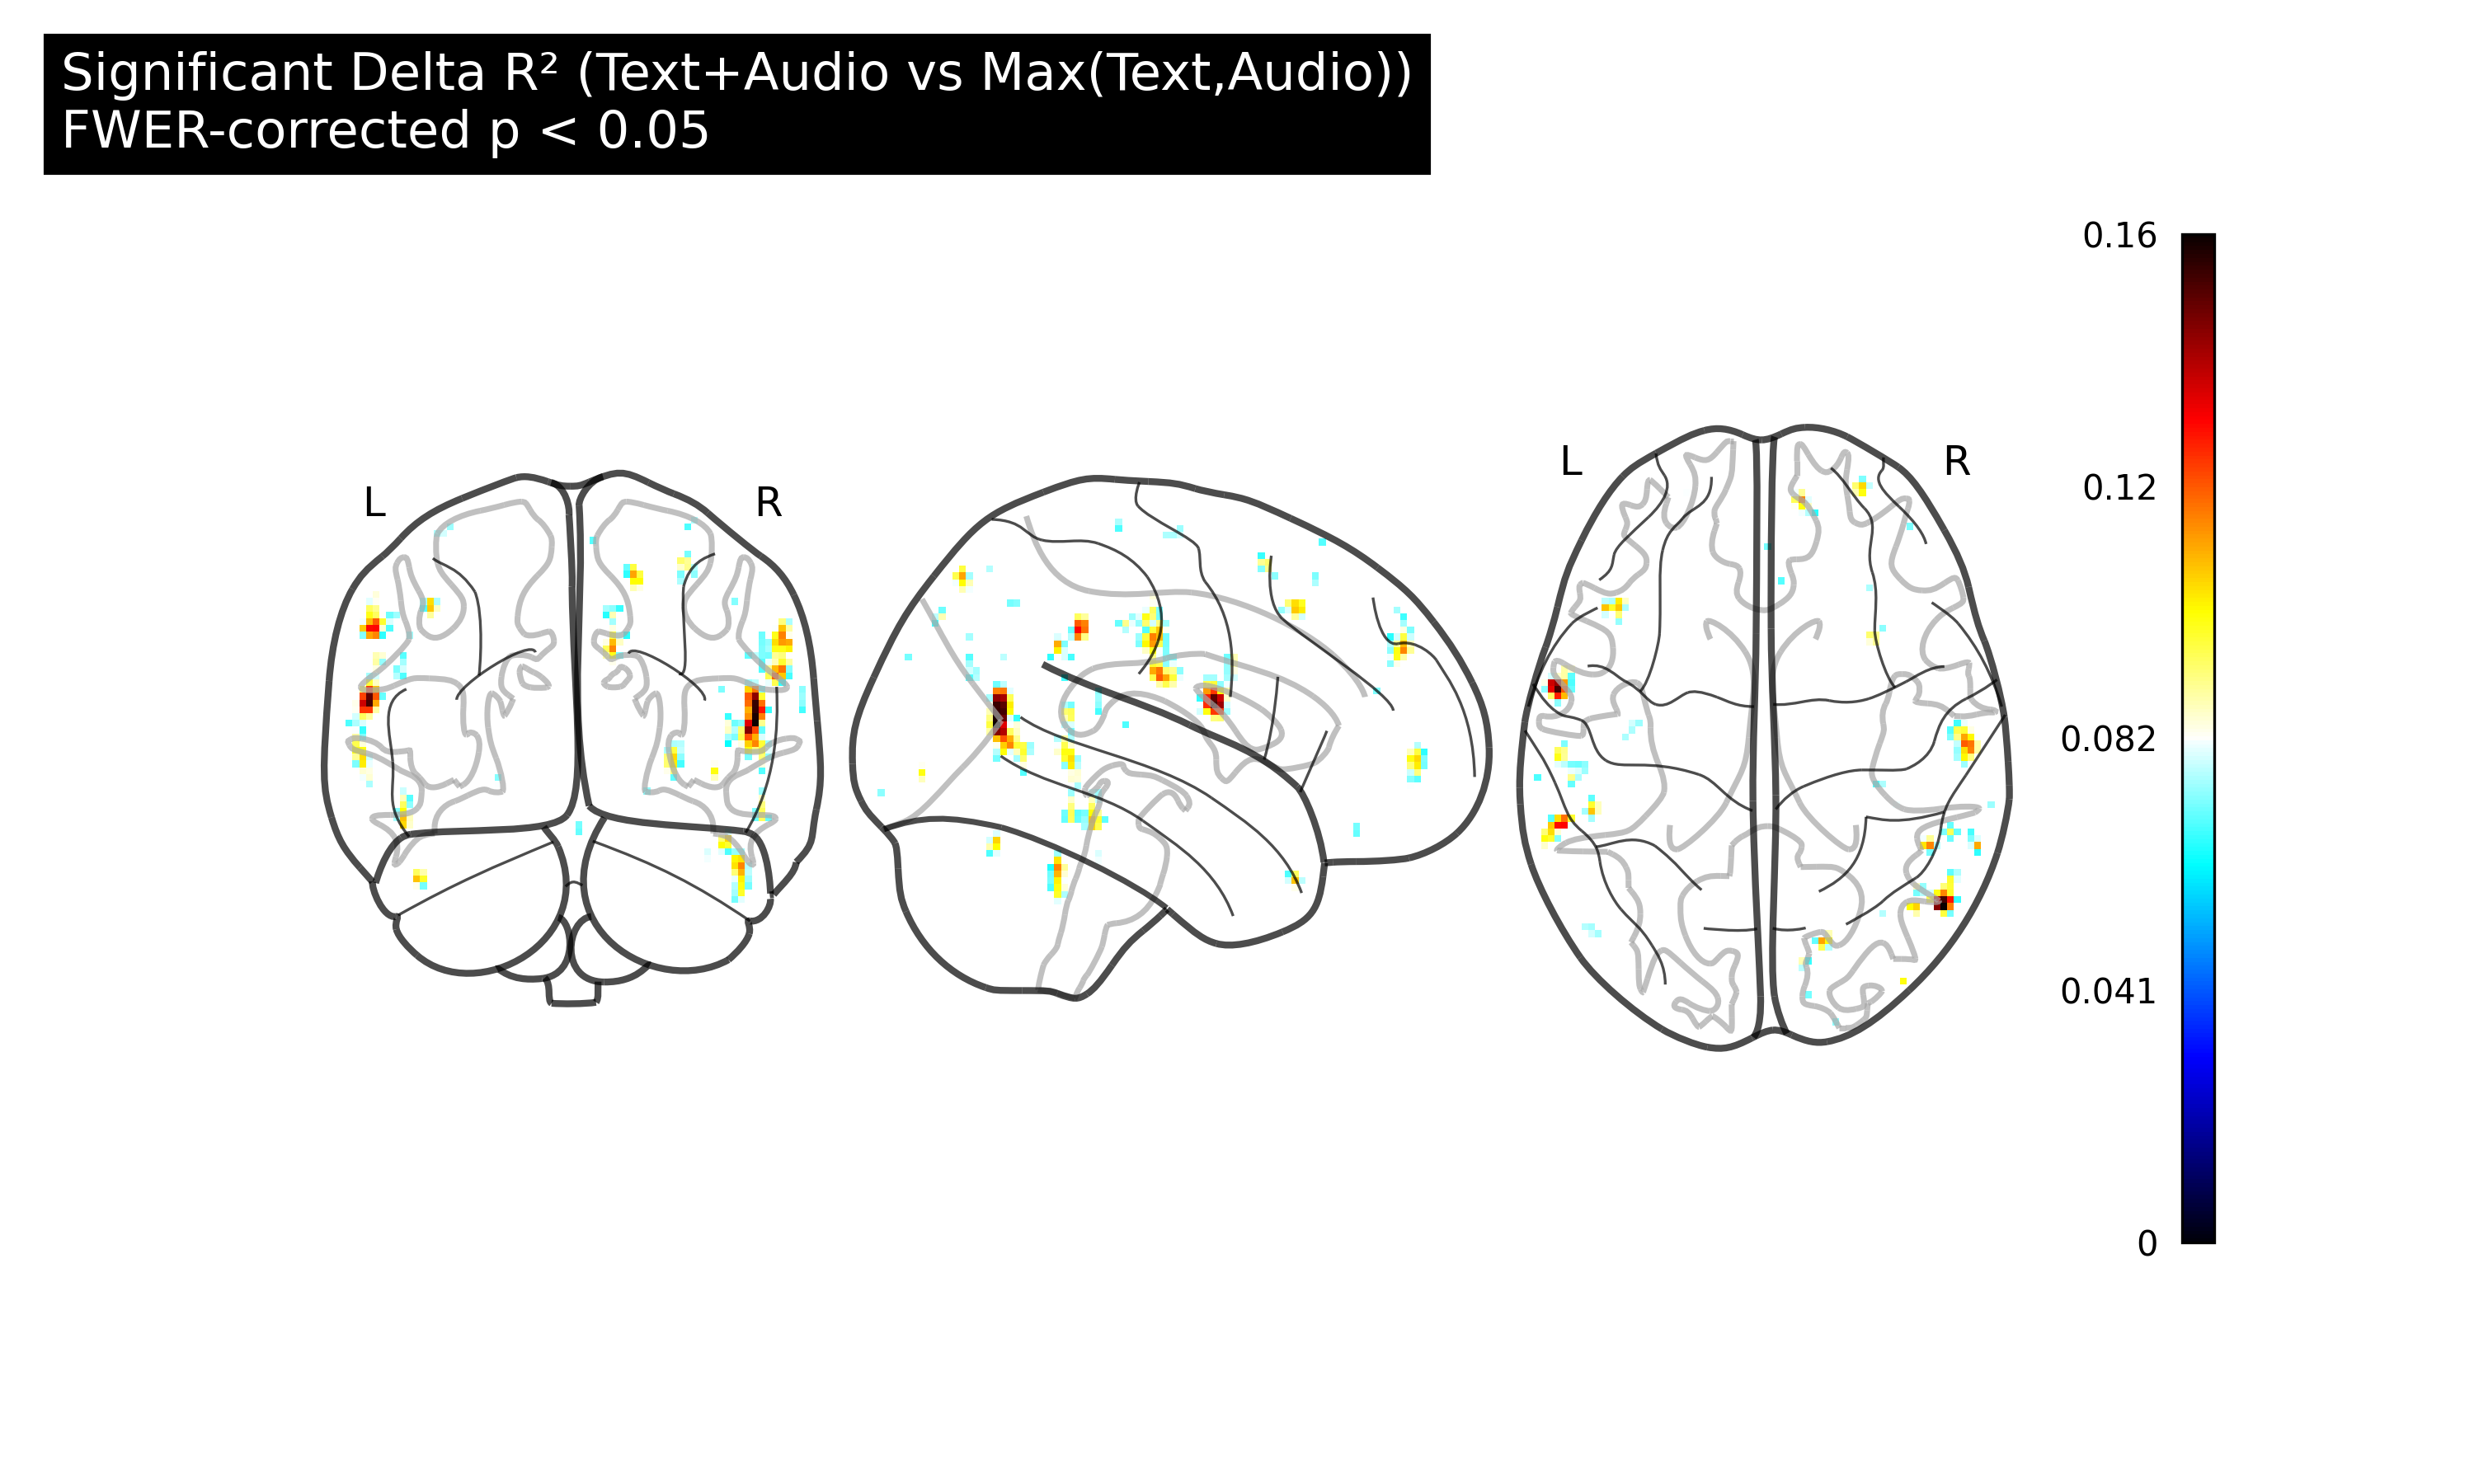 Significant Delta R² (Text+Audio vs Max(Text,Audio))
FWER-corrected p < 0.05
L
R
L
R
0.16
0.12
0.082
0.041
0